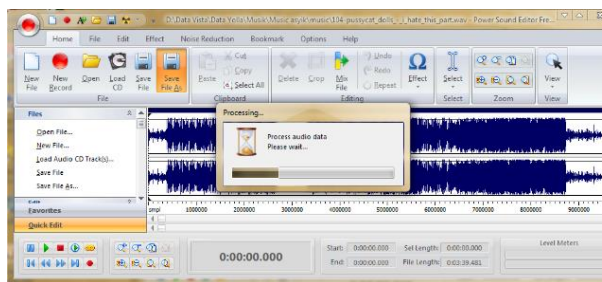 D:\Data Vista\Data Yolla\Musik\Music asyik\music\104-pussycat_dolls_-_i_hate_this_part.wav - Power Sound Editor Fre...
Home File Edit Effect Noise Reduction Bookmark Options Help
New File
New Record
Open
Load CD
Save File
Save File As
File
Paste
Cut
Copy
Select All
Clipboard
Delete
Crop
Mix File
Undo
Redo
Repeat
Editing
Effect
Select
Select
Zoom
View
View
Files
Open File...
New File...
Load Audio CD Track(s)...
Save File
Save File As...
Favorites
Quick Edit
Processing...
Process audio data
Please wait...
smpl 1000000 2000000 3000000 4000000 5000000 6000000 7000000 8000000 9000000
0:00:00.000
Start: 0:00:00.000 Sel Length: 0:00:00.000
End: 0:00:00.000 File Length: 0:03:39.481
Level Meters